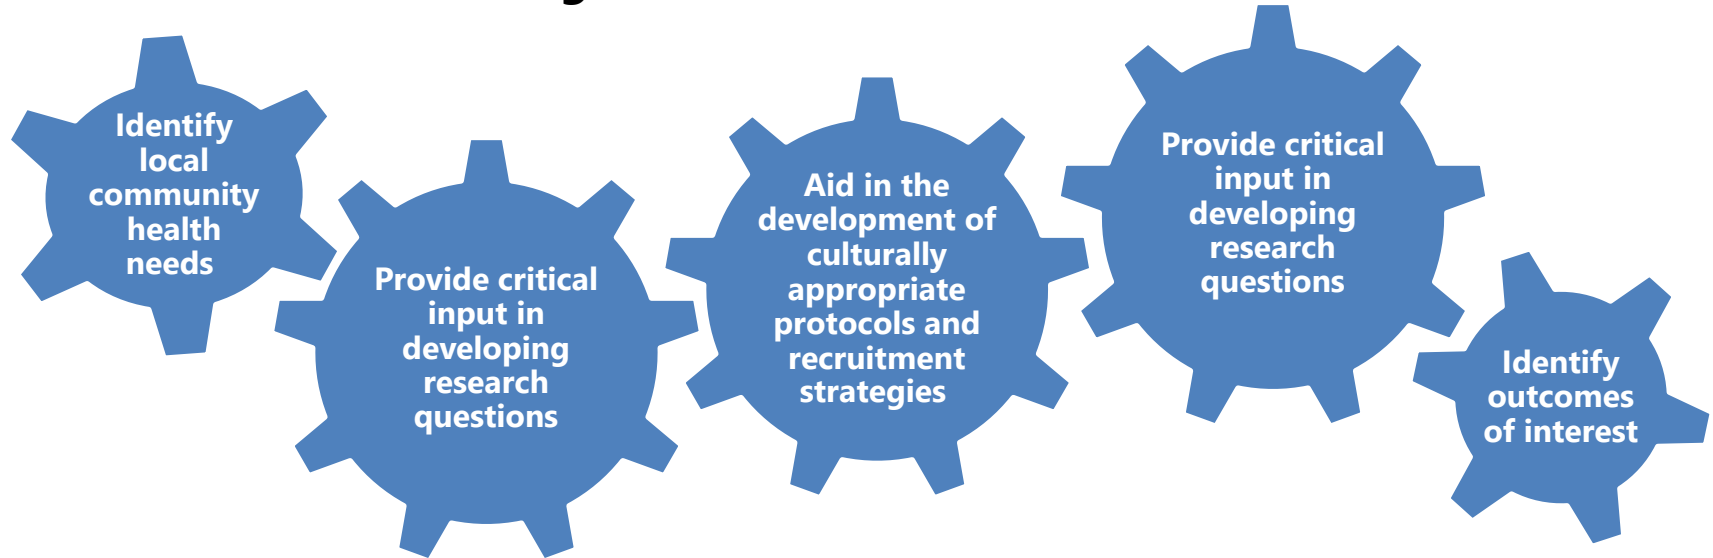 Identify
local
community
health
needs
Provide critical
input in
developing
research
questions
Aid in the
development of
culturally
appropriate
protocols and
recruitment
strategies
Provide critical
input in
developing
research
questions
Identify
outcomes
of interest